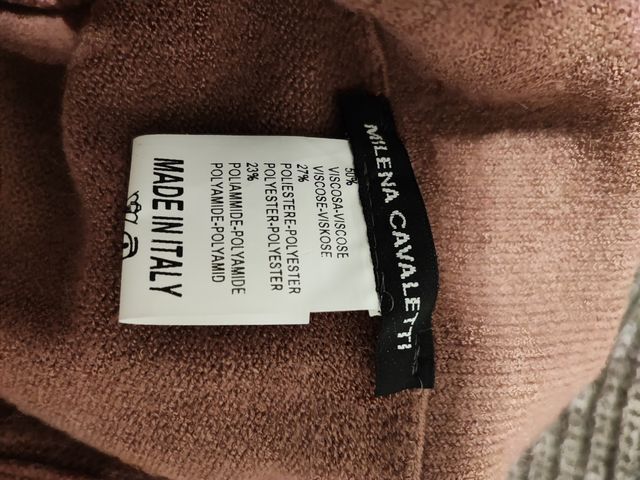 MILENA CAVALETTI
50%
VISCOSA-VISCOSE
VISCOSE-VISKOSE
27%
POLIESTERE-POLYESTER
POLYESTER-POLYESTER
23%
POLIAMMIDE-POLYAMIDE
POLYAMIDE-POLYAMID
MADE IN ITALY